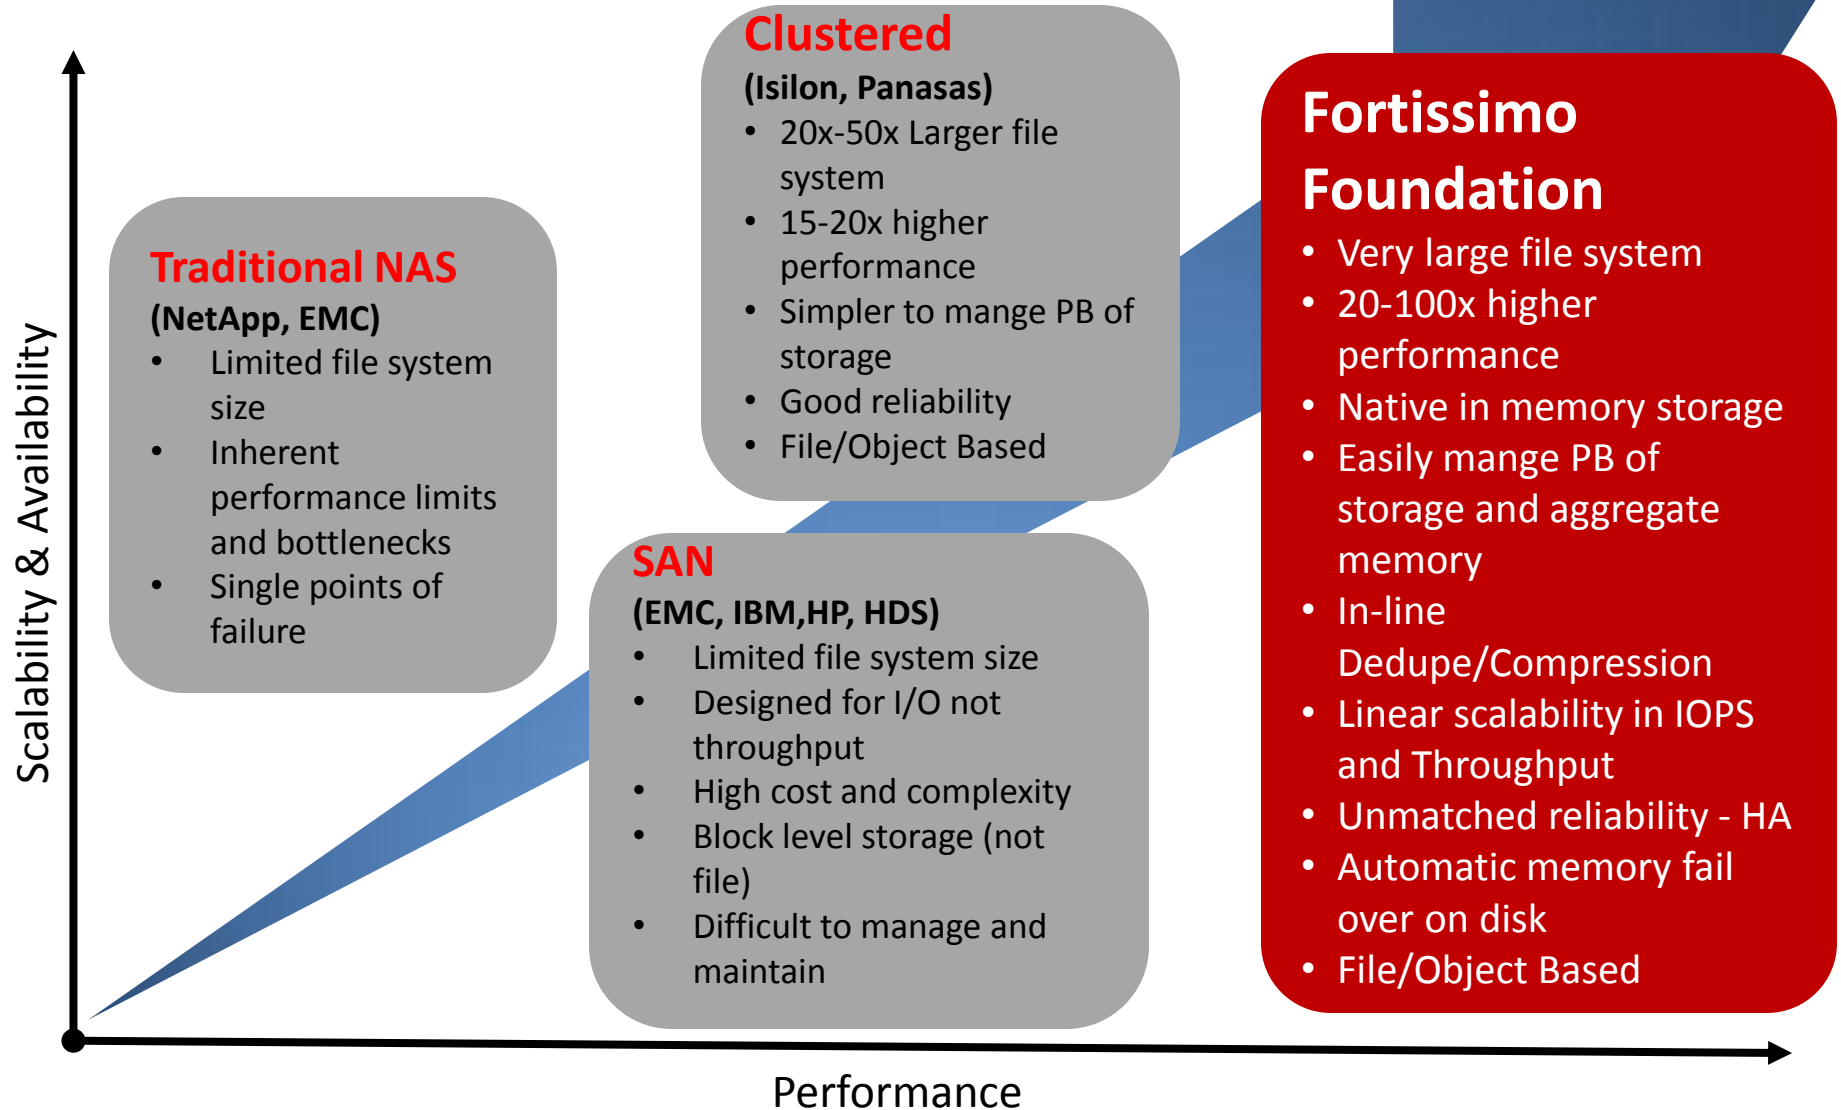 Scalability & Availability
Traditional NAS
(NetApp, EMC)
• Limited file system
size
• Inherent
performance limits
and bottlenecks
• Single points of
failure
Clustered
(Isilon, Panasas)
• 20x-50x Larger file
system
• 15-20x higher
performance
• Simpler to mange PB of
storage
• Good reliability
• File/Object Based
SAN
(EMC, IBM,HP, HDS)
• Limited file system size
• Designed for I/O not
throughput
• High cost and complexity
• Block level storage (not
file)
• Difficult to manage and
maintain
Fortissimo
Foundation
• Very large file system
• 20-100x higher
performance
• Native in memory storage
• Easily mange PB of
storage and aggregate
memory
• In-line
Dedupe/Compression
• Linear scalability in IOPS
and Throughput
• Unmatched reliability - HA
• Automatic memory fail
over on disk
• File/Object Based
Performance